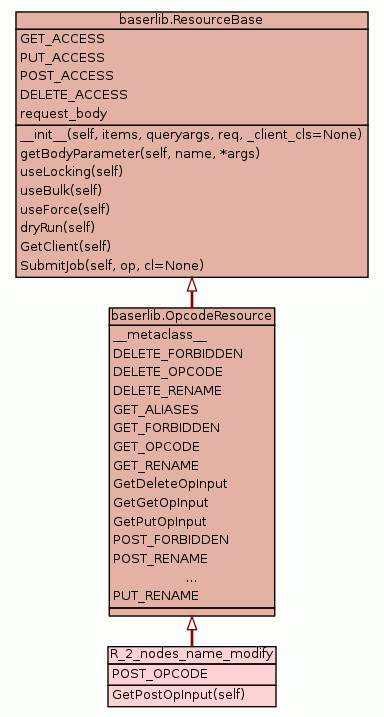 baserlib.ResourceBase
GET_ACCESS
PUT_ACCESS
POST_ACCESS
DELETE_ACCESS
request_body
__init__(self, items, queryargs, req, _client_cls=None)
getBodyParameter(self, name, *args)
useLocking(self)
useBulk(self)
useForce(self)
dryRun(self)
GetClient(self)
SubmitJob(self, op, cl=None)
baserlib.OpcodeResource
__metaclass__
DELETE_FORBIDDEN
DELETE_OPCODE
DELETE_RENAME
GET_ALIASES
GET_FORBIDDEN
GET_OPCODE
GET_RENAME
GetDeleteOpInput
GetGetOpInput
GetPutOpInput
POST_FORBIDDEN
POST_RENAME
...
PUT_RENAME
R_2_nodes_name_modify
POST_OPCODE
GetPostOpInput(self)